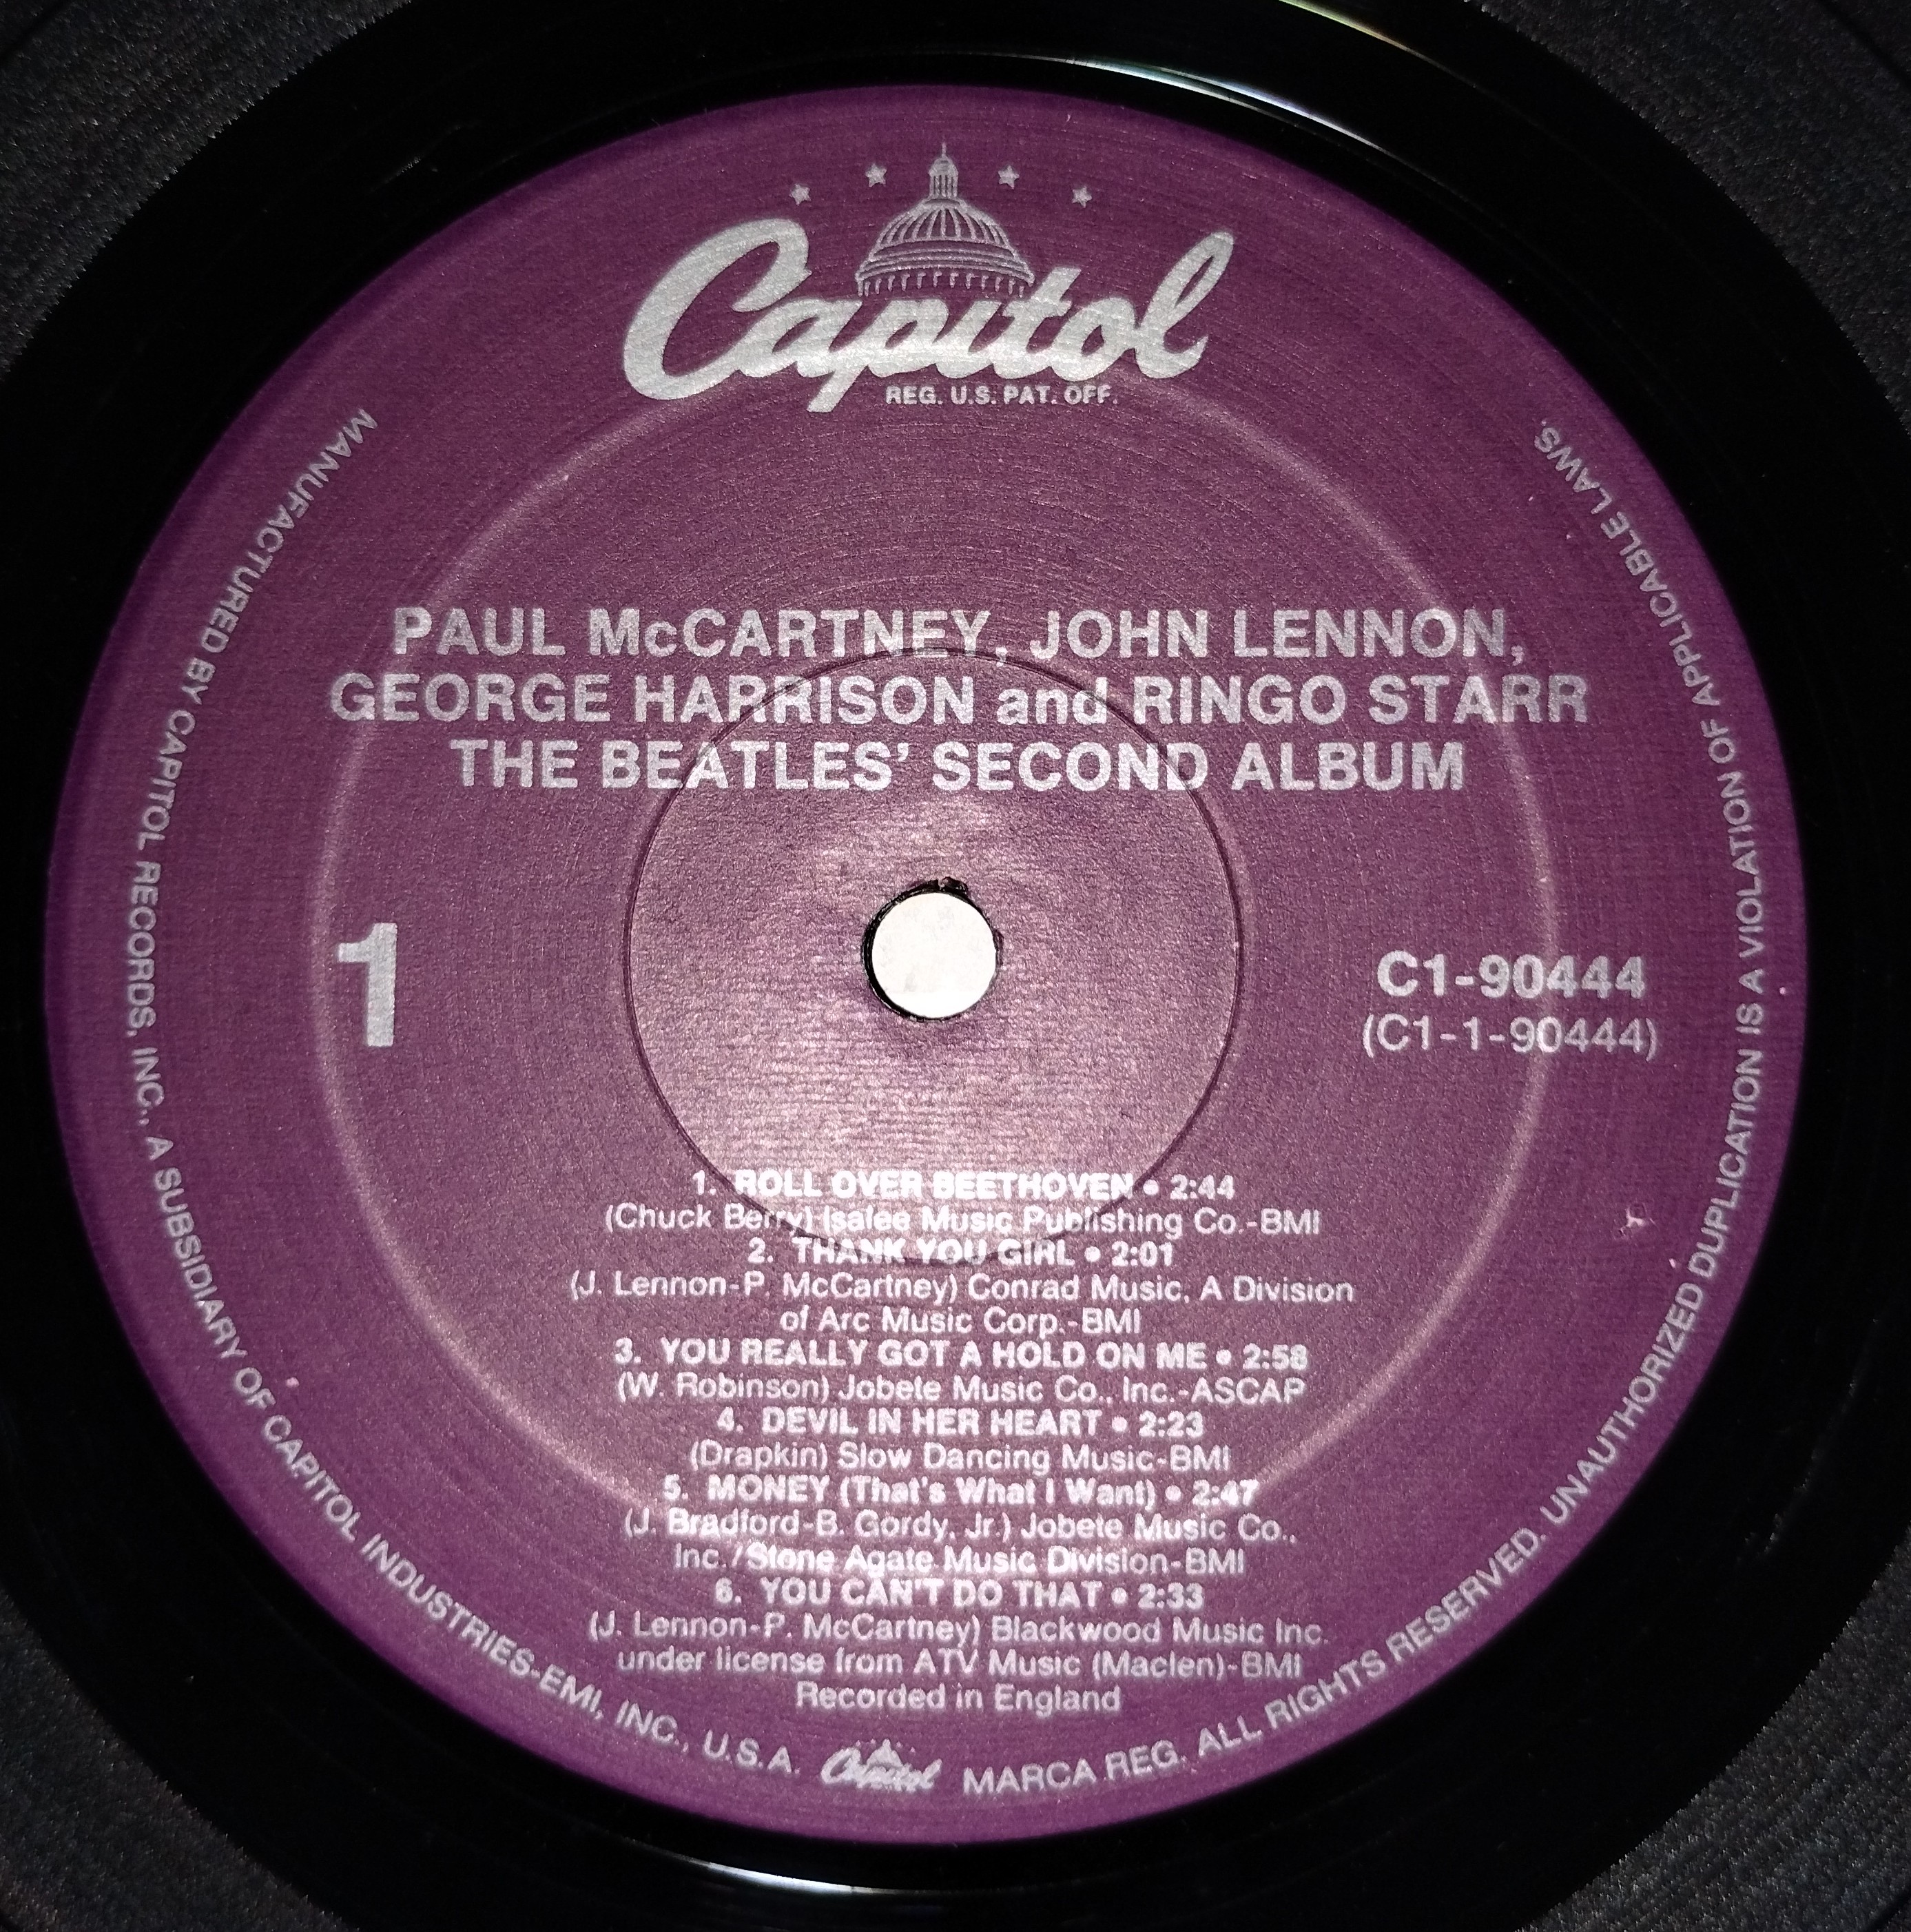 Capitol
REG. U.S. PAT. OFF.
PAUL McCARTNEY, JOHN LENNON,
GEORGE HARRISON and RINGO STARR
THE BEATLES' SECOND ALBUM
1
C1-90444
(C1-1-90444)
1. ROLL OVER BEETHOVEN • 2:44
(Chuck Berry) Isalee Music Publishing Co.-BMI
2. THANK YOU GIRL • 2:01
(J. Lennon-P. McCartney) Conrad Music, A Division
of Arc Music Corp.-BMI
3. YOU REALLY GOT A HOLD ON ME • 2:58
(W. Robinson) Jobete Music Co., Inc.-ASCAP
4. DEVIL IN HER HEART • 2:23
(Drapkin) Slow Dancing Music-BMI
5. MONEY (That's What I Want) • 2:47
(J. Bradford-B. Gordy, Jr.) Jobete Music Co.,
Inc./Stone Agate Music Division-BMI
6. YOU CAN'T DO THAT • 2:33
(J. Lennon-P. McCartney) Blackwood Music Inc.
under license from ATV Music (Maclen)-BMI
Recorded in England
MANUFACTURED BY CAPITOL RECORDS, INC., A SUBSIDIARY OF CAPITOL INDUSTRIES-EMI, INC., U.S.A. Capitol MARCA REG. ALL RIGHTS RESERVED. UNAUTHORIZED DUPLICATION IS A VIOLATION OF APPLICABLE LAWS.